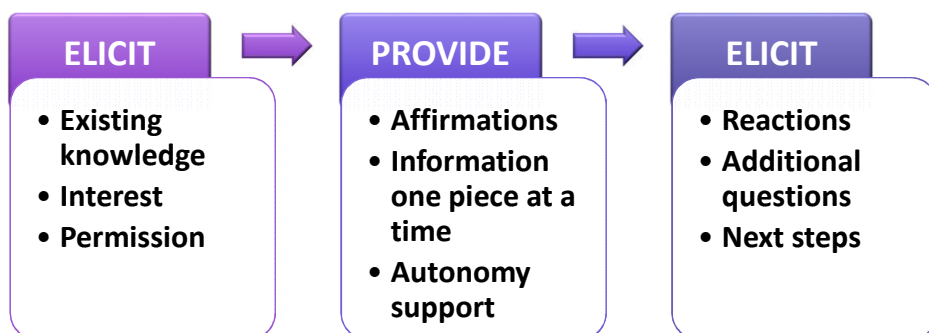 ELICIT
• Existing
knowledge
• Interest
• Permission
PROVIDE
• Affirmations
• Information
one piece at a
time
• Autonomy
support
ELICIT
• Reactions
• Additional
questions
• Next steps